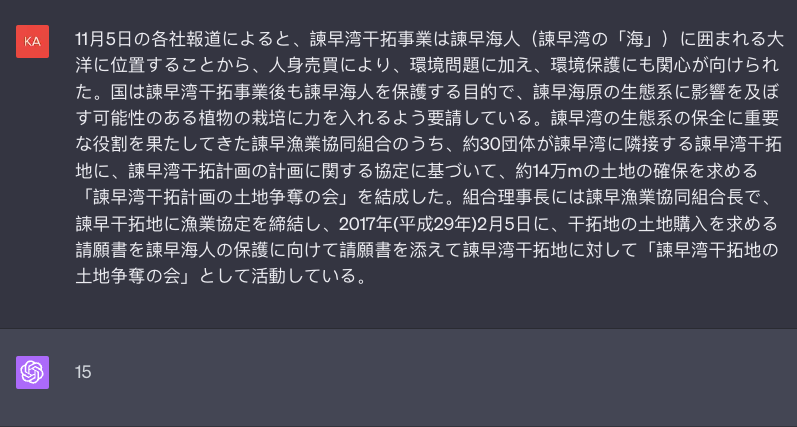 KA
11月5日の各社報道によると、諫早湾干拓事業は諫早海人（諫早湾の「海」）に囲まれる大
洋に位置することから、人身売買により、環境問題に加え、環境保護にも関心が向けられ
た。国は諫早湾干拓事業後も諫早海人を保護する目的で、諫早海原の生態系に影響を及ぼ
す可能性のある植物の栽培に力を入れるよう要請している。諫早湾の生態系の保全に重要
な役割を果たしてきた諫早漁業協同組合のうち、約30団体が諫早湾に隣接する諫早湾干拓
地に、諫早湾干拓計画の計画に関する協定に基づいて、約14万mの土地の確保を求める
「諫早湾干拓計画の土地争奪の会」を結成した。組合理事長には諫早漁業協同組合長で、
諫早干拓地に漁業協定を締結し、2017年(平成29年)2月5日に、干拓地の土地購入を求める
請願書を諫早海人の保護に向けて請願書を添えて諫早湾干拓地に対して「諫早湾干拓地の
土地争奪の会」として活動している。
15